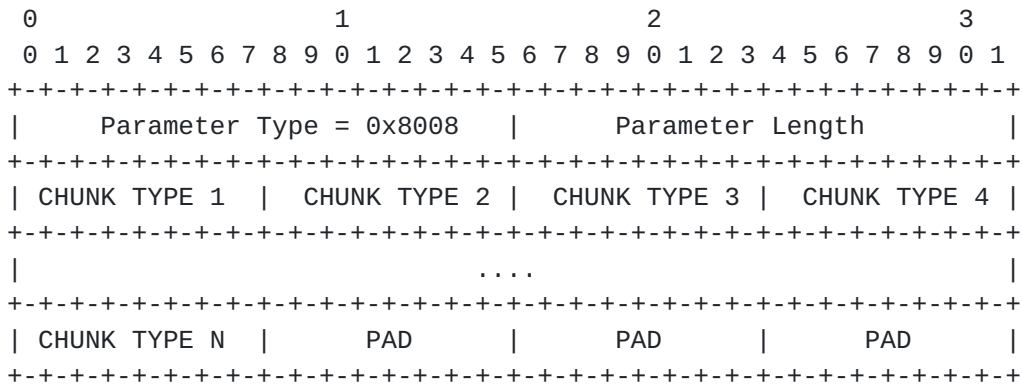 0                   1                   2                   3
 0 1 2 3 4 5 6 7 8 9 0 1 2 3 4 5 6 7 8 9 0 1 2 3 4 5 6 7 8 9 0 1
+-+-+-+-+-+-+-+-+-+-+-+-+-+-+-+-+-+-+-+-+-+-+-+-+-+-+-+-+-+-+-+-+
|     Parameter Type = 0x8008   |      Parameter Length         |
+-+-+-+-+-+-+-+-+-+-+-+-+-+-+-+-+-+-+-+-+-+-+-+-+-+-+-+-+-+-+-+-+
| CHUNK TYPE 1  |  CHUNK TYPE 2 |  CHUNK TYPE 3 |  CHUNK TYPE 4 |
+-+-+-+-+-+-+-+-+-+-+-+-+-+-+-+-+-+-+-+-+-+-+-+-+-+-+-+-+-+-+-+-+
|                             ....                              |
+-+-+-+-+-+-+-+-+-+-+-+-+-+-+-+-+-+-+-+-+-+-+-+-+-+-+-+-+-+-+-+-+
| CHUNK TYPE N  |      PAD      |      PAD      |      PAD      |
+-+-+-+-+-+-+-+-+-+-+-+-+-+-+-+-+-+-+-+-+-+-+-+-+-+-+-+-+-+-+-+-+